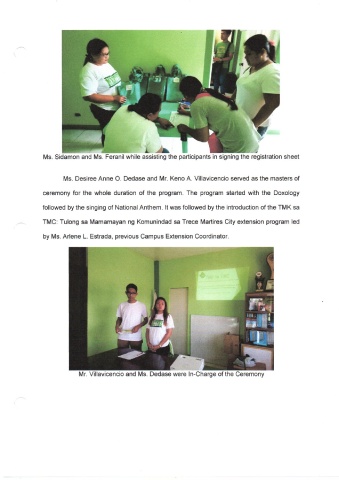 Ms. Sidamon and Ms. Feranil while assisting the participants in signing the registration sheet
Ms. Desiree Anne O. Dedase and Mr. Keno A. Villavicencio served as the masters of
ceremony for the whole duration of the program. The program started with the Doxology
followed by the singing of National Anthem. It was followed by the introduction of the TMK sa
TMC: Tulong sa Mamamayan ng Komunindad sa Trece Martires City extension program led
by Ms. Arlene L. Estrada, previous Campus Extension Coordinator.
Mr. Villavicencio and Ms. Dedase were In-Charge of the Ceremony